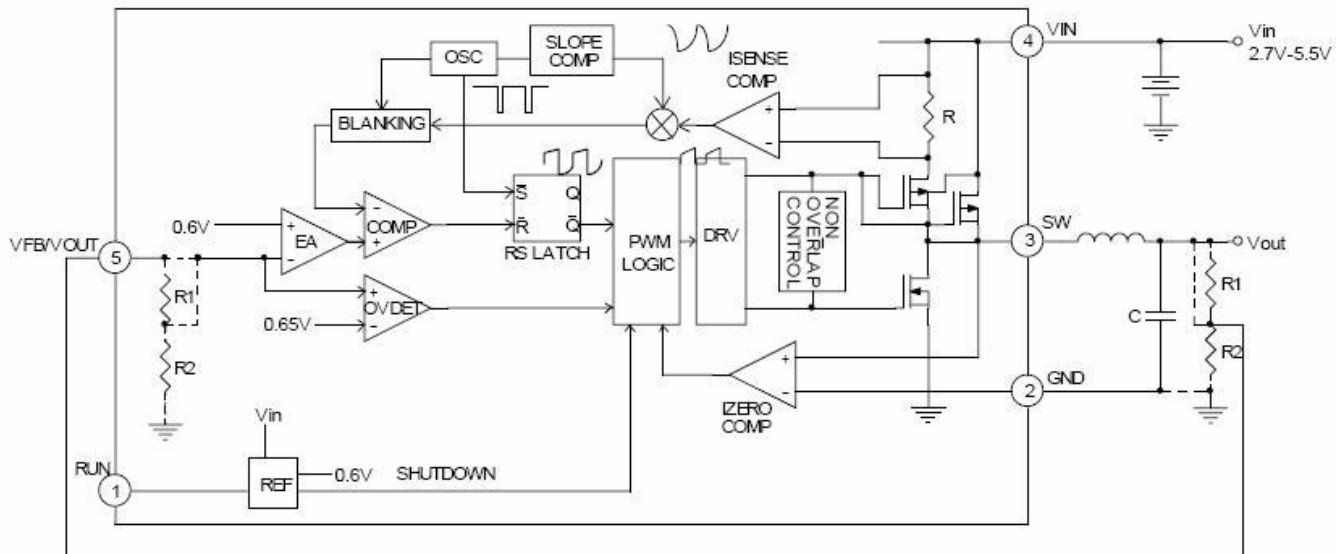 OSC
SLOPE
COMP
ISENSE
COMP
4
VIN
Vin
2.7V-5.5V
+
−
R
BLANKING
S̅
Q
R̅
Q̅
RS LATCH
PWM
LOGIC
DRV
NON
OVERLAP
CONTROL
−
COMP
+
0.6V
+
EA
−
VFB/VOUT
5
R1
R2
+
OVDET
−
0.65V
3
SW
Vout
R1
C
R2
+
−
IZERO
COMP
2
GND
Vin
RUN
1
REF
0.6V
SHUTDOWN